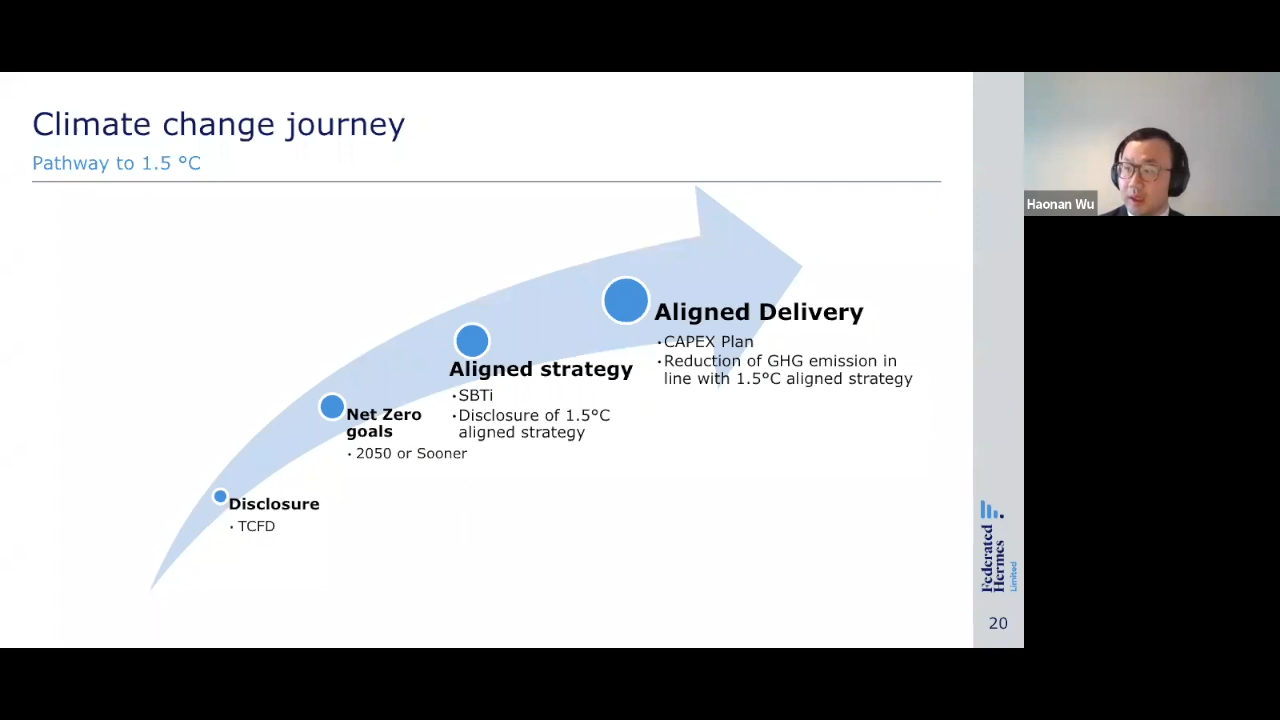 Climate change journey
Pathway to 1.5 °C
Haonan Wu
Aligned Delivery
·CAPEX Plan
·Reduction of GHG emission in
line with 1.5°C aligned strategy
Aligned strategy
·SBTi
·Disclosure of 1.5°C
aligned strategy
Net Zero
goals
· 2050 or Sooner
Disclosure
· TCFD
Federated
Hermes
Limited
20